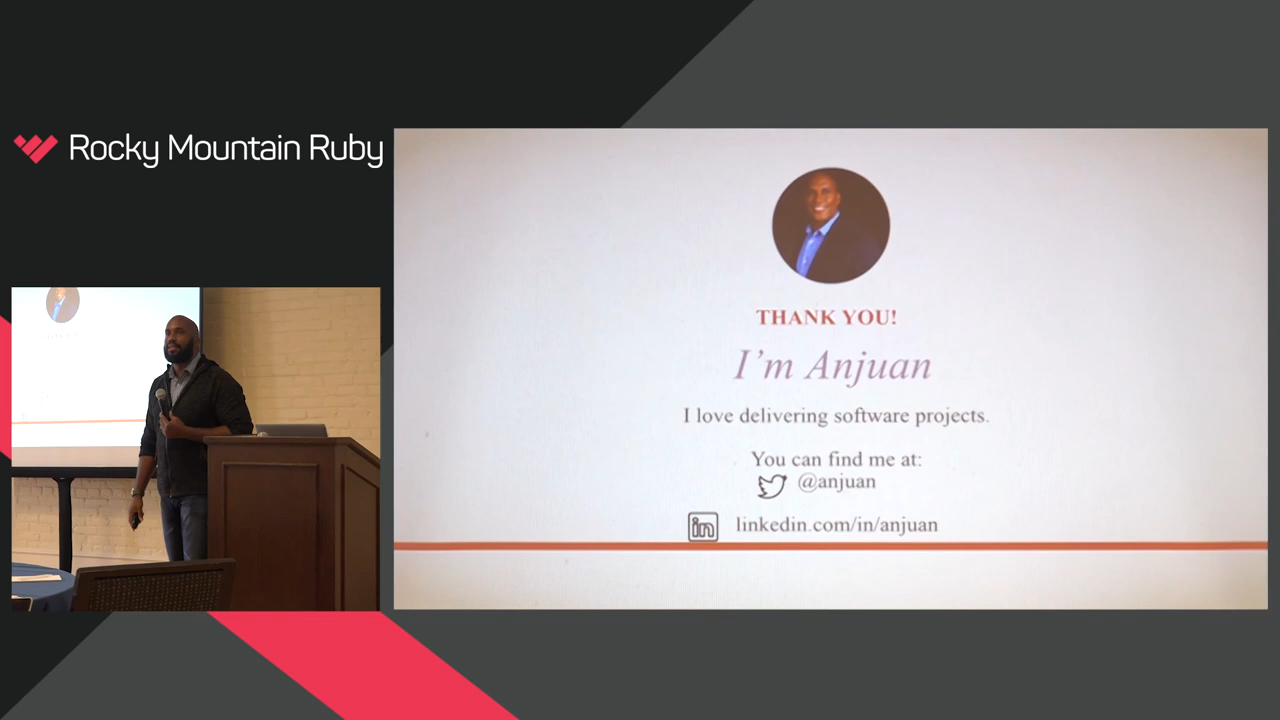 Rocky Mountain Ruby
THANK YOU!
I'm Anjuan
I love delivering software projects.
You can find me at:
@anjuan
in linkedin.com/in/anjuan